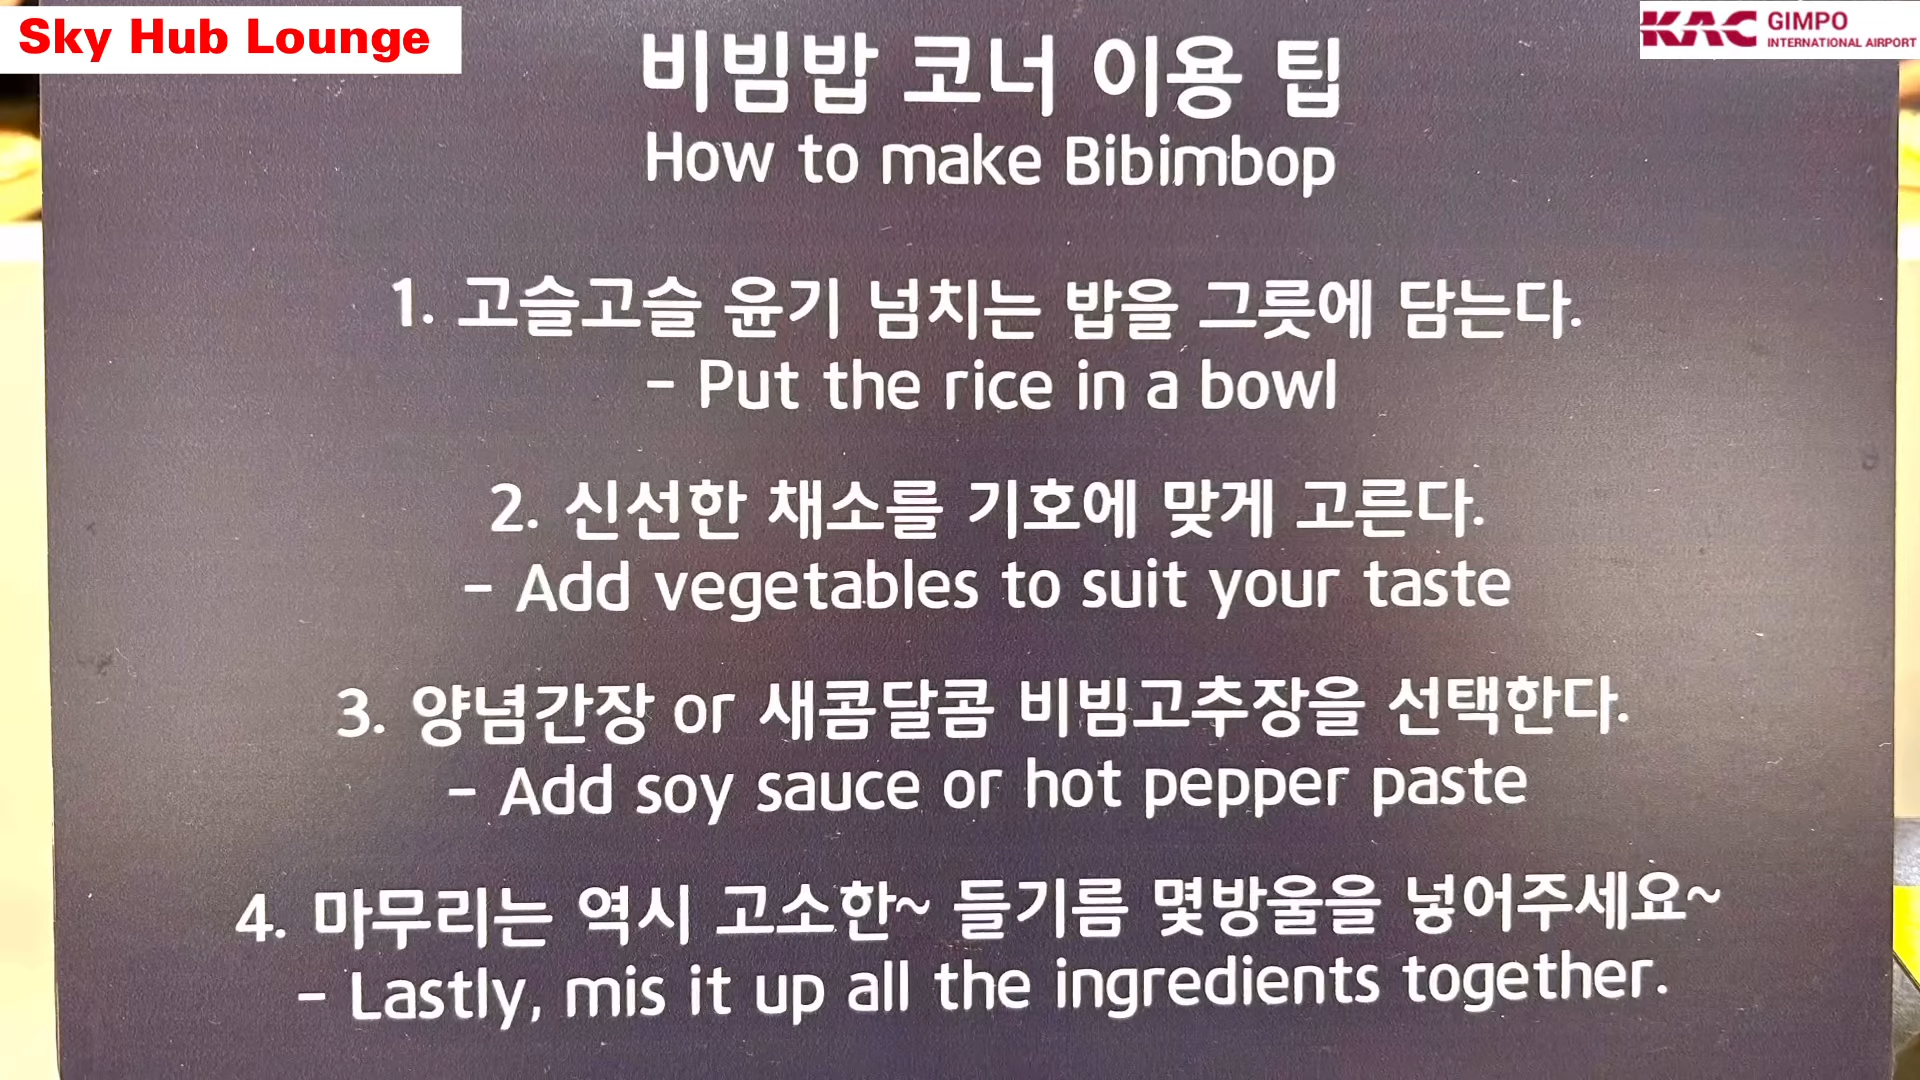 Sky Hub Lounge
KAC GIMPO
INTERNATIONAL AIRPORT
비빔밥 코너 이용 팁
How to make Bibimbop
1. 고슬고슬 윤기 넘치는 밥을 그릇에 담는다.
- Put the rice in a bowl
2. 신선한 채소를 기호에 맞게 고른다.
- Add vegetables to suit your taste
3. 양념간장 or 새콤달콤 비빔고추장을 선택한다.
- Add soy sauce or hot pepper paste
4. 마무리는 역시 고소한~ 들기름 몇방울을 넣어주세요~
- Lastly, mis it up all the ingredients together.